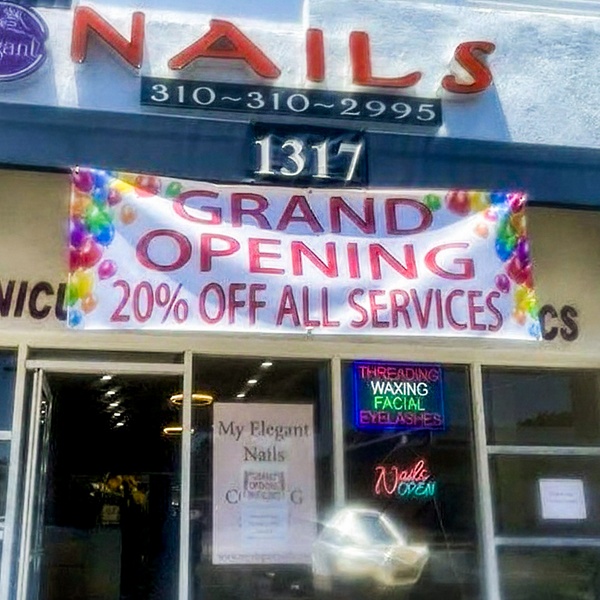 NAILS
310~310~2995
1317
GRAND
OPENING
20% OFF ALL SERVICES
THREADING
WAXING
FACIAL
EYELASHES
My Elegant
Nails
Nails
OPEN